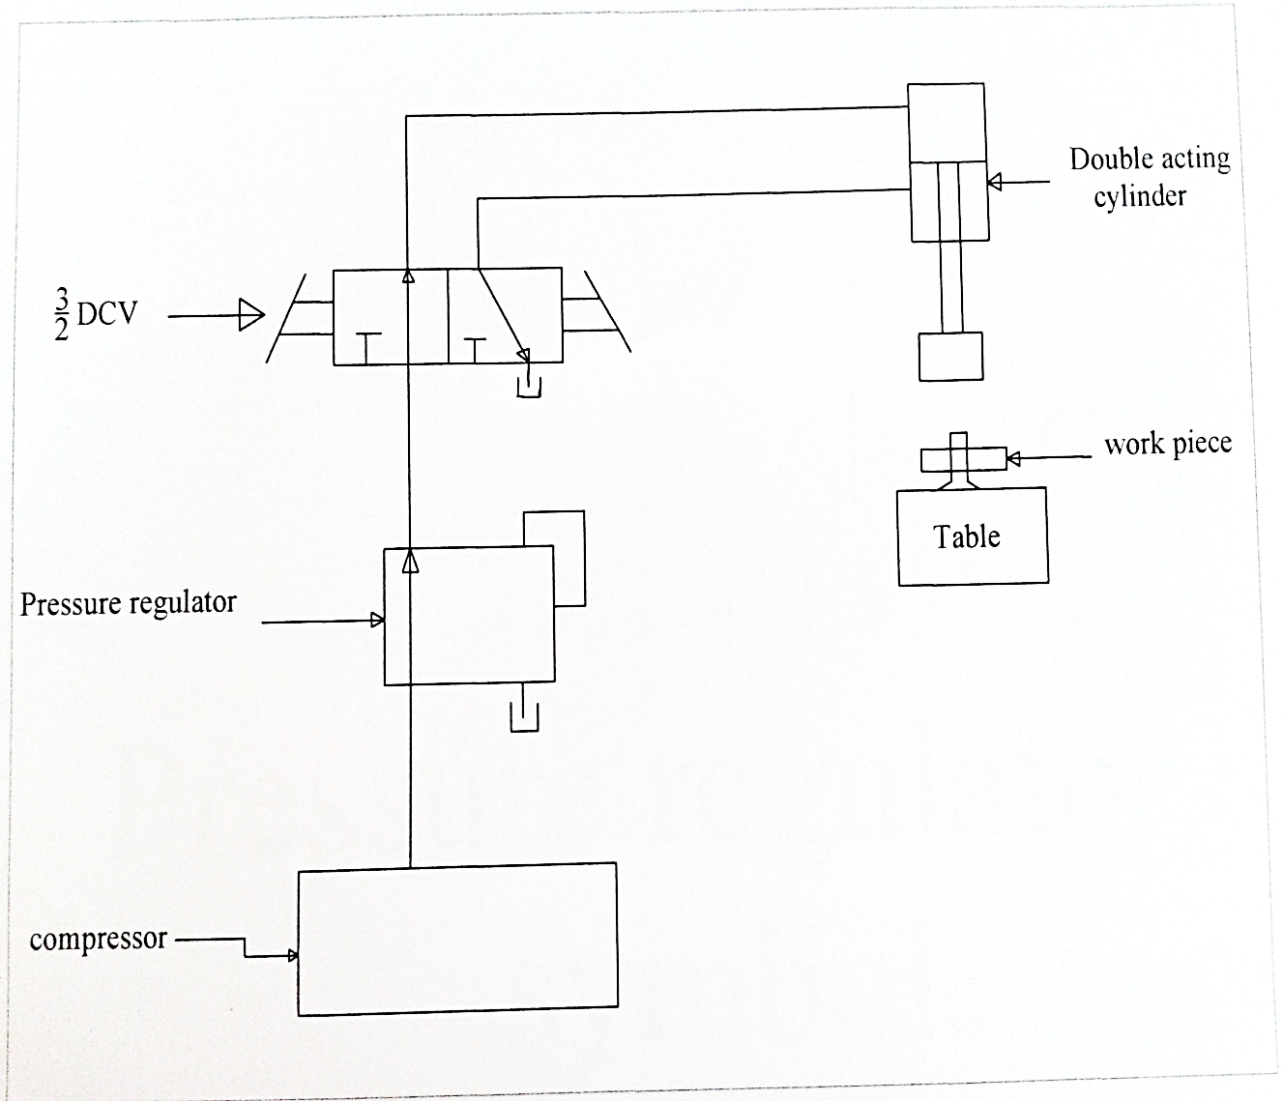 Double acting
cylinder
3/2 DCV
work piece
Table
Pressure regulator
compressor